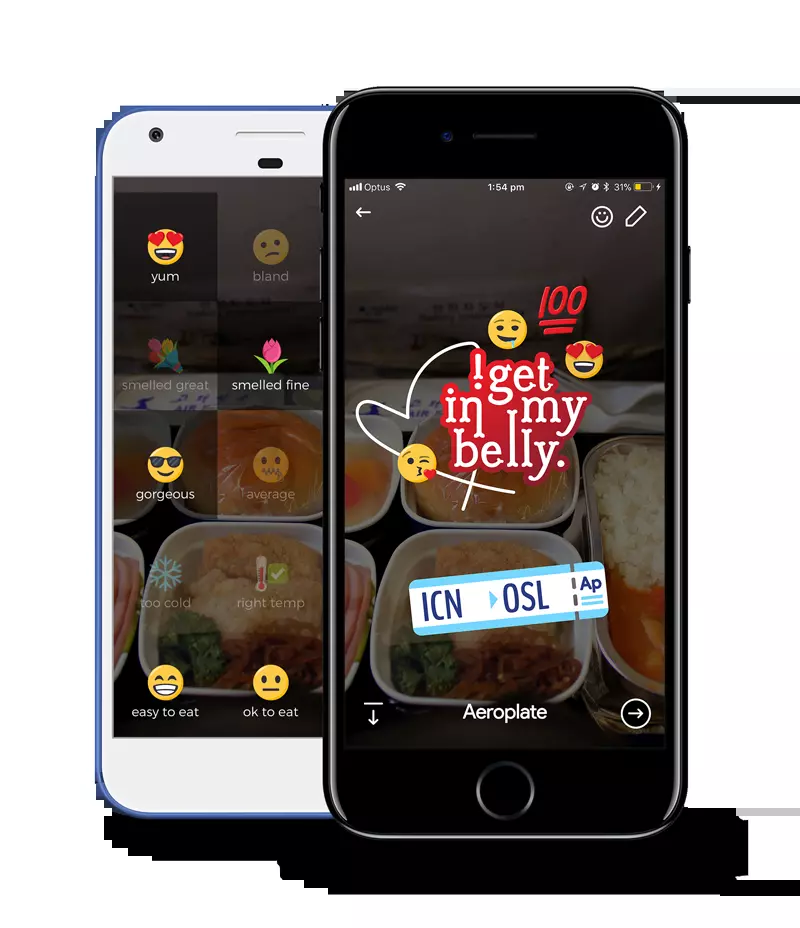 yum
bland
smelled great
smelled fine
gorgeous
average
too cold
right temp
easy to eat
ok to eat
Optus
1:54 pm
31%
100
!get
in my
belly.
ICN
OSL
Ap
Aeroplate